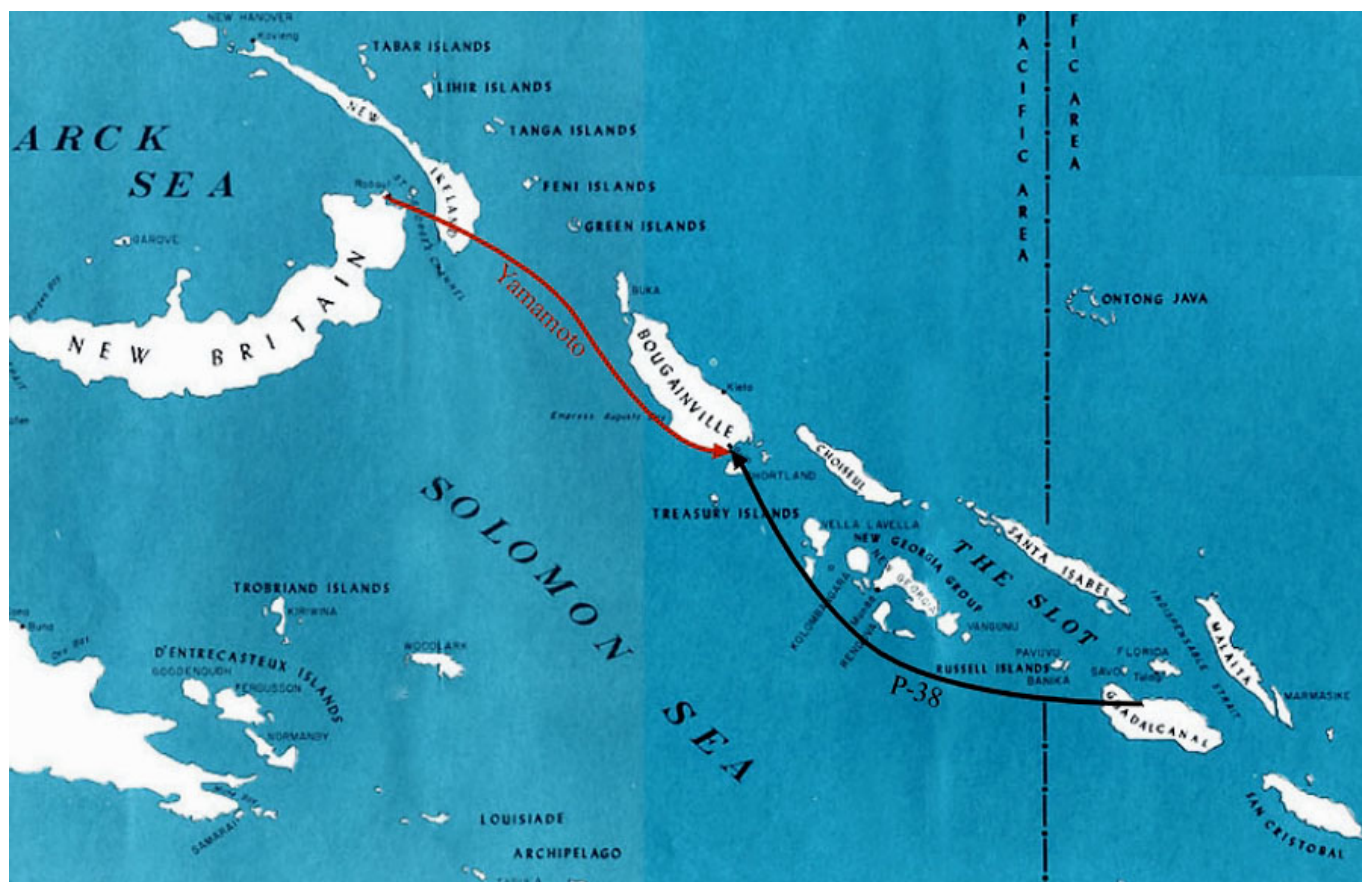 NEW HANOVER
Kavieng
TABAR ISLANDS
LIHIR ISLANDS
TANGA ISLANDS
FENI ISLANDS
GREEN ISLANDS
NEW IRELAND
ARCK
SEA
Rabaul
GAROVE
NEW BRITAIN
Yamamoto
BUKA
BOUGAINVILLE
Kieta
Empress Augusta Bay
PACIFIC AREA
FIC AREA
ONTONG JAVA
CHOISEUL
SHORTLAND
TREASURY ISLANDS
VELLA LAVELLA
NEW GEORGIA GROUP
NEW GEORGIA
KOLOMBANGARA
Munda
RENDOVA
VANGUNU
THE SLOT
SANTA ISABEL
INDISPENSABLE STRAIT
MALAITA
MARMASIKE
PAVUVU
RUSSELL ISLANDS
BANIKA
FLORIDA
SAVO
Tulagi
GUADALCANAL
P-38
SAN CRISTOBAL
SOLOMON
SEA
TROBRIAND ISLANDS
KIRIWINA
Buna
D'ENTRECASTEUX ISLANDS
GOODENOUGH
FERGUSSON
NORMANBY
WOODLARK
Milne Bay
SAMARAI
LOUISIADE
ARCHIPELAGO